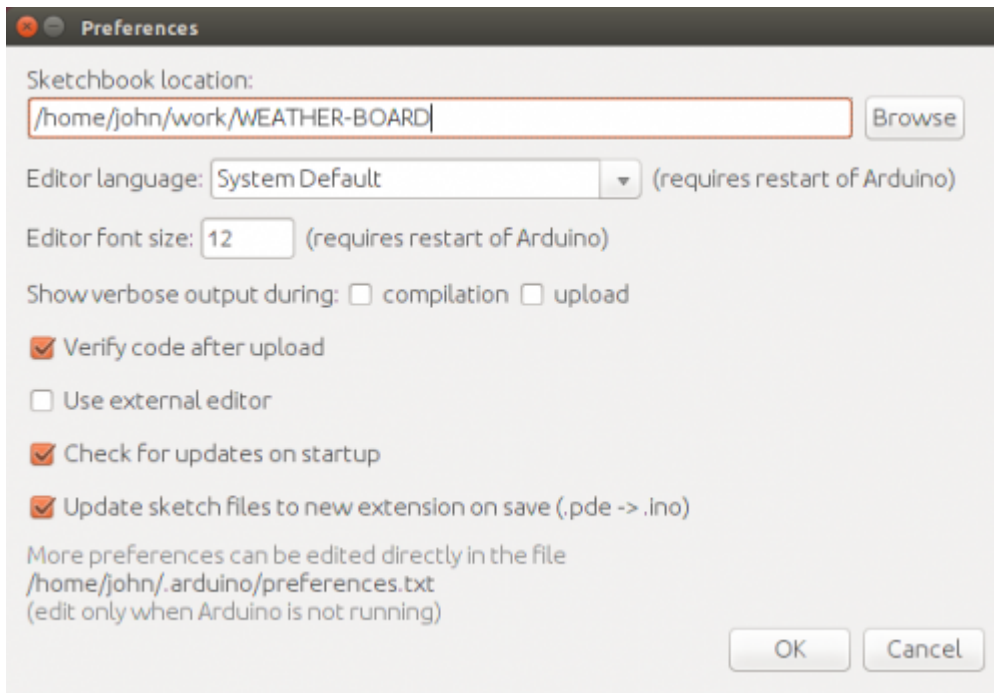 Preferences
Sketchbook location:
/home/john/work/WEATHER-BOARD Browse
Editor language: System Default (requires restart of Arduino)
Editor font size: 12 (requires restart of Arduino)
Show verbose output during: compilation upload
Verify code after upload
Use external editor
Check for updates on startup
Update sketch files to new extension on save (.pde -> .ino)
More preferences can be edited directly in the file
/home/john/.arduino/preferences.txt
(edit only when Arduino is not running)
OK Cancel